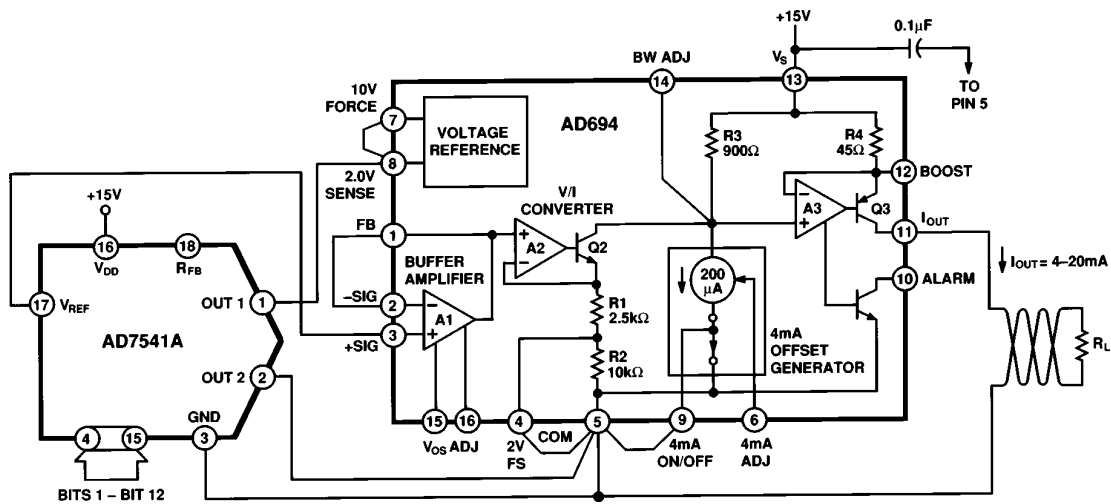 +15V
0.1µF
TO
PIN 5
V_S
13
BW ADJ
14
10V
FORCE
7
8
2.0V
SENSE
VOLTAGE
REFERENCE
AD694
R3
900Ω
R4
45Ω
12
BOOST
A3
Q3
I_OUT
11
I_OUT = 4–20mA
10
ALARM
R_L
V/I
CONVERTER
FB
1
A2
Q2
BUFFER
AMPLIFIER
–SIG
2
A1
3
+SIG
R1
2.5kΩ
R2
10kΩ
200
µA
4mA
OFFSET
GENERATOR
15
16
V_OS ADJ
4
2V
FS
COM
5
9
4mA
ON/OFF
6
4mA
ADJ
+15V
16
V_DD
18
R_FB
17
V_REF
OUT 1
1
AD7541A
OUT 2
2
GND
3
4
15
BITS 1 – BIT 12